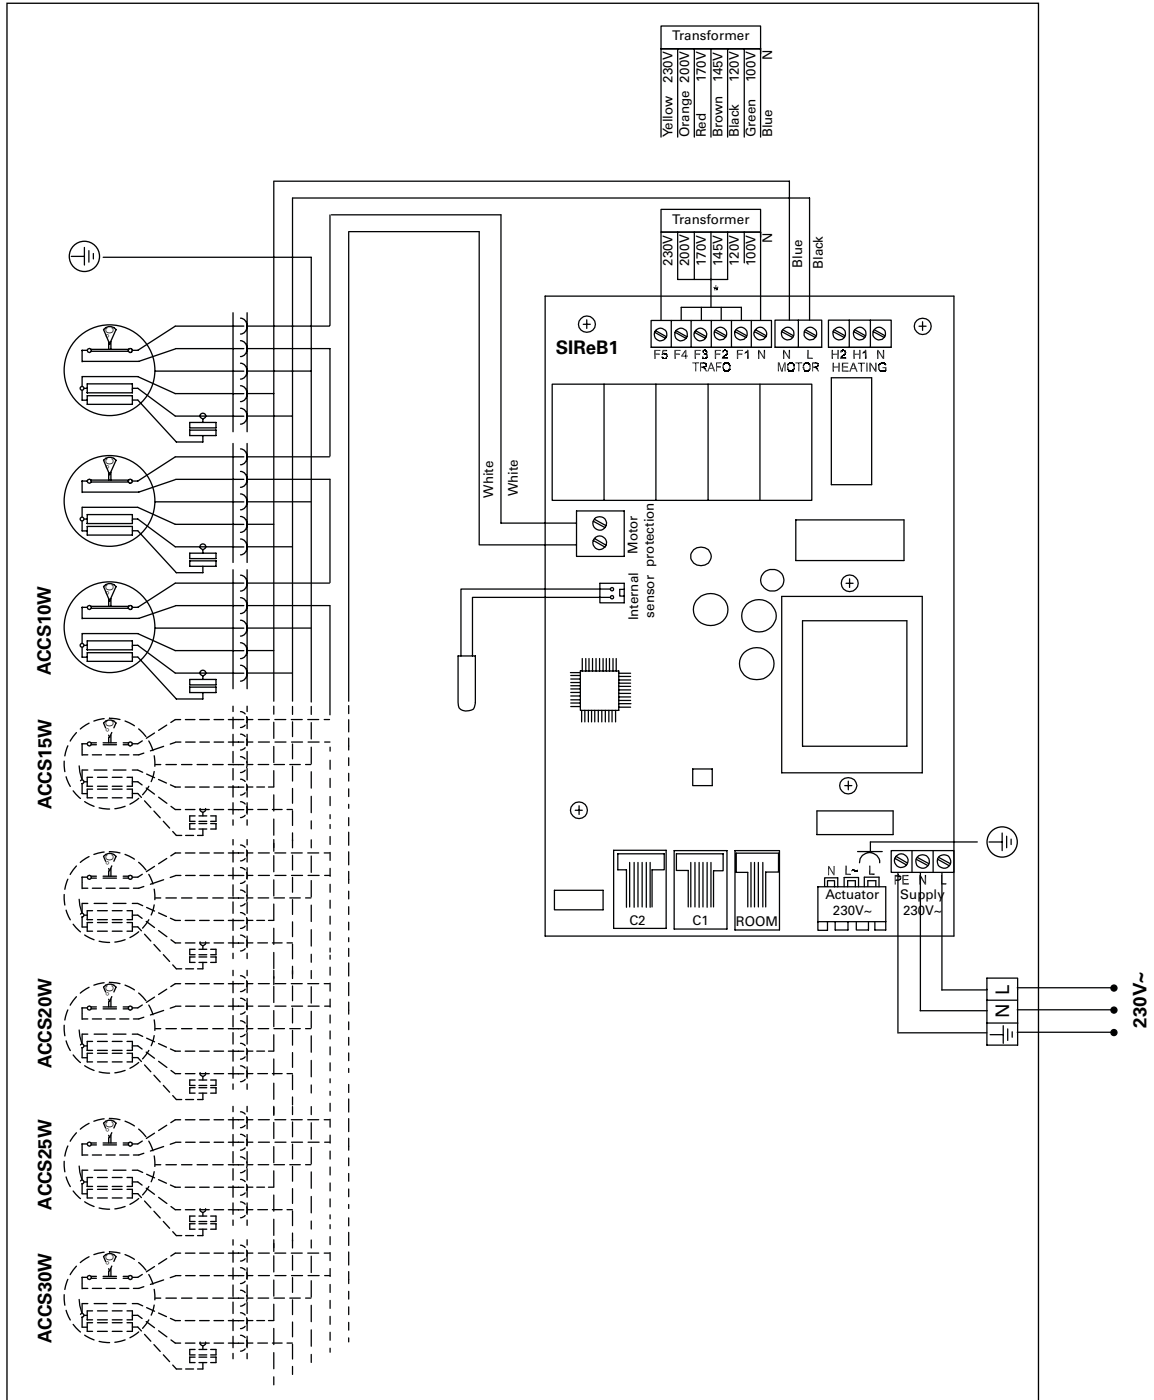 Transformer
Yellow 230V
Orange 200V
Red 170V
Brown 145V
Black 120V
Green 100V
Blue N
Transformer
230V
200V
170V
145V
120V
100V
N
*
Blue
Black
SIReB1
F5 F4 F3 F2 F1 N
TRAFO
N L
MOTOR
H2 H1 N
HEATING
White
White
Motor
protection
Internal
sensor
ACCS10W
ACCS15W
ACCS20W
ACCS25W
ACCS30W
C2
C1
ROOM
N L~ L
Actuator
230V~
PE N L
Supply
230V~
L
N
230V~